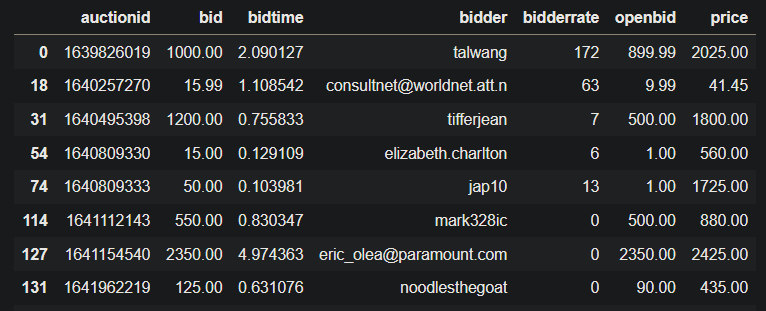 auctionid bid bidtime bidder bidderrate openbid price
0 1639826019 1000.00 2.090127 talwang 172 899.99 2025.00
18 1640257270 15.99 1.108542 consultnet@worldnet.att.n 63 9.99 41.45
31 1640495398 1200.00 0.755833 tifferjean 7 500.00 1800.00
54 1640809330 15.00 0.129109 elizabeth.charlton 6 1.00 560.00
74 1640809333 50.00 0.103981 jap10 13 1.00 1725.00
114 1641112143 550.00 0.830347 mark328ic 0 500.00 880.00
127 1641154540 2350.00 4.974363 eric_olea@paramount.com 0 2350.00 2425.00
131 1641962219 125.00 0.631076 noodlesthegoat 0 90.00 435.00